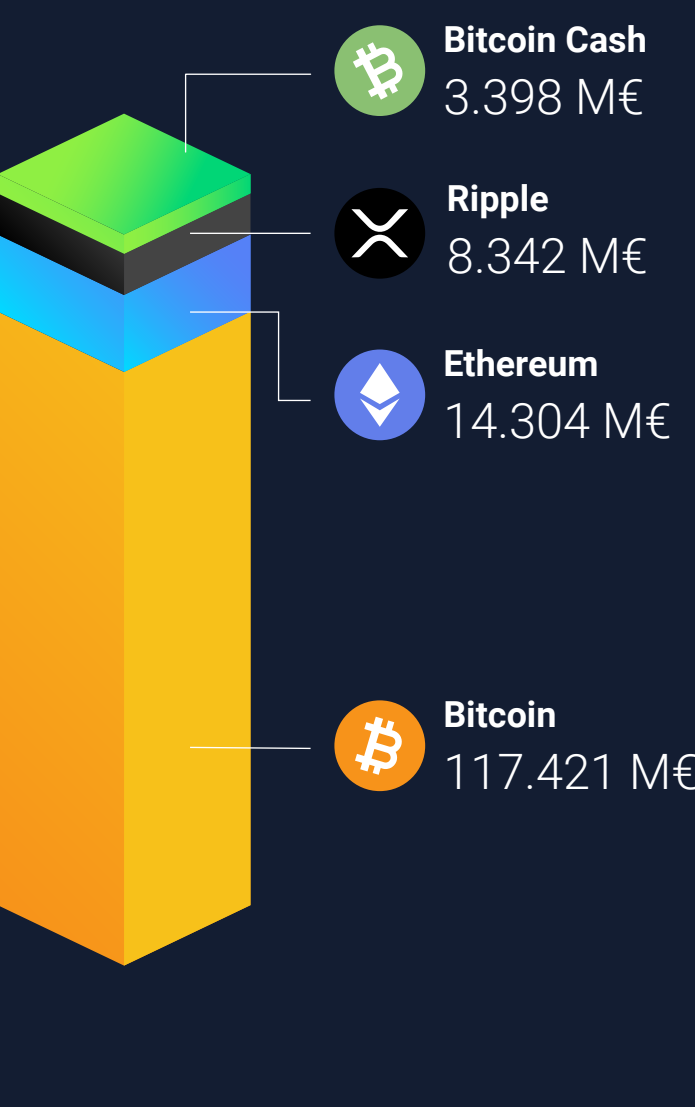 Bitcoin Cash
3.398 M€
Ripple
8.342 M€
Ethereum
14.304 M€
Bitcoin
117.421 M€